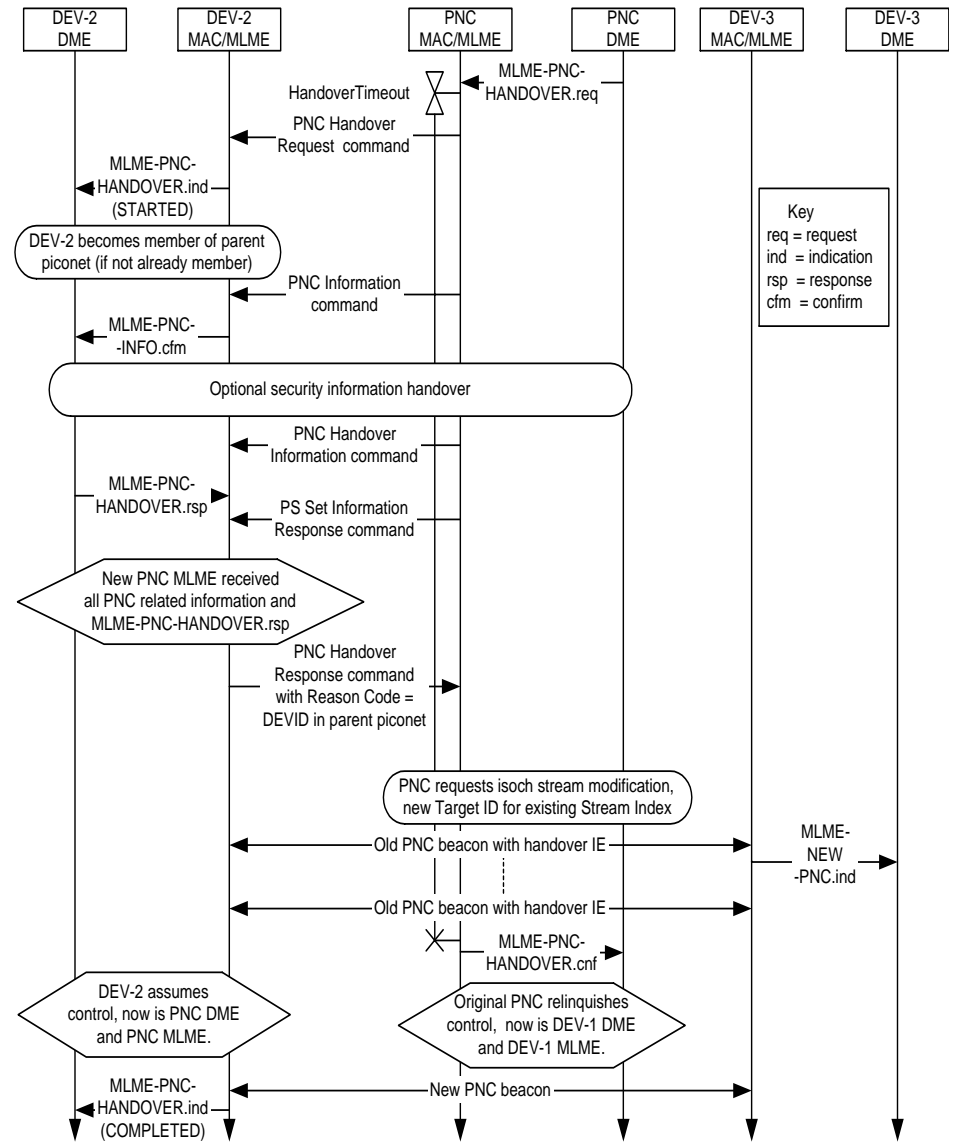 DEV-2
DME
DEV-2
MAC/MLME
PNC
MAC/MLME
PNC
DME
DEV-3
MAC/MLME
DEV-3
DME
MLME-PNC-
HANDOVER.req
HandoverTimeout
PNC Handover
Request command
MLME-PNC-
HANDOVER.ind
(STARTED)
Key
req = request
ind = indication
rsp = response
cfm = confirm
DEV-2 becomes member of parent
piconet (if not already member)
PNC Information
command
MLME-PNC-
-INFO.cfm
Optional security information handover
PNC Handover
Information command
MLME-PNC-
HANDOVER.rsp
PS Set Information
Response command
New PNC MLME received
all PNC related information and
MLME-PNC-HANDOVER.rsp
PNC Handover
Response command
with Reason Code =
DEVID in parent piconet
PNC requests isoch stream modification,
new Target ID for existing Stream Index
Old PNC beacon with handover IE
MLME-
NEW
-PNC.ind
Old PNC beacon with handover IE
MLME-PNC-
HANDOVER.cnf
DEV-2 assumes
control, now is PNC DME
and PNC MLME.
Original PNC relinquishes
control, now is DEV-1 DME
and DEV-1 MLME.
New PNC beacon
MLME-PNC-
HANDOVER.ind
(COMPLETED)